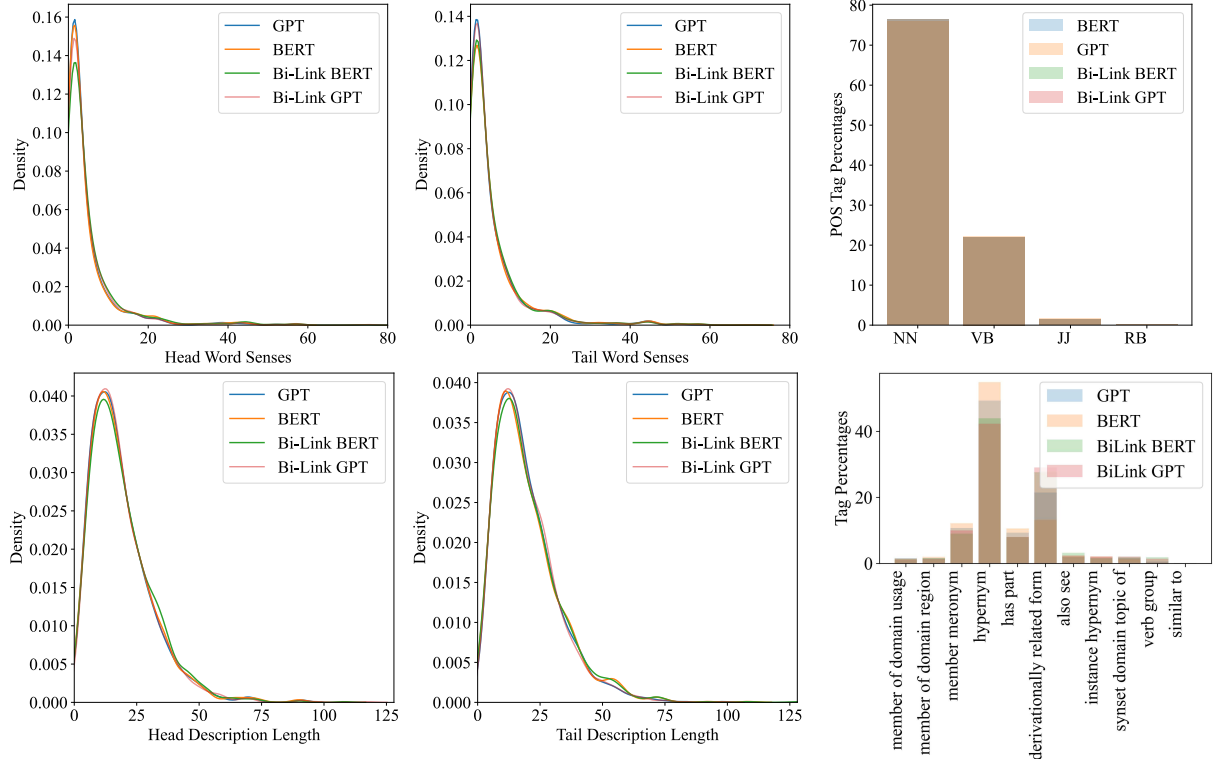 0.16
0.14
0.12
0.10
0.08
0.06
0.04
0.02
0.00
Density
0
20
40
60
80
Head Word Senses
GPT
BERT
Bi-Link BERT
Bi-Link GPT
0.14
0.12
0.10
0.08
0.06
0.04
0.02
0.00
Density
0
20
40
60
80
Tail Word Senses
GPT
BERT
Bi-Link BERT
Bi-Link GPT
80
70
60
50
40
30
20
10
0
POS Tag Percentages
NN
VB
JJ
RB
BERT
GPT
Bi-Link BERT
Bi-Link GPT
0.040
0.035
0.030
0.025
0.020
0.015
0.010
0.005
0.000
Density
0
25
50
75
100
125
Head Description Length
GPT
BERT
Bi-Link BERT
Bi-Link GPT
0.040
0.035
0.030
0.025
0.020
0.015
0.010
0.005
0.000
Density
0
25
50
75
100
125
Tail Description Length
GPT
BERT
Bi-Link BERT
Bi-Link GPT
40
20
0
Tag Percentages
member of domain usage
member of domain region
member meronym
hypernym
has part
derivationally related form
also see
instance hypernym
synset domain topic of
verb group
similar to
GPT
BERT
BiLink BERT
BiLink GPT